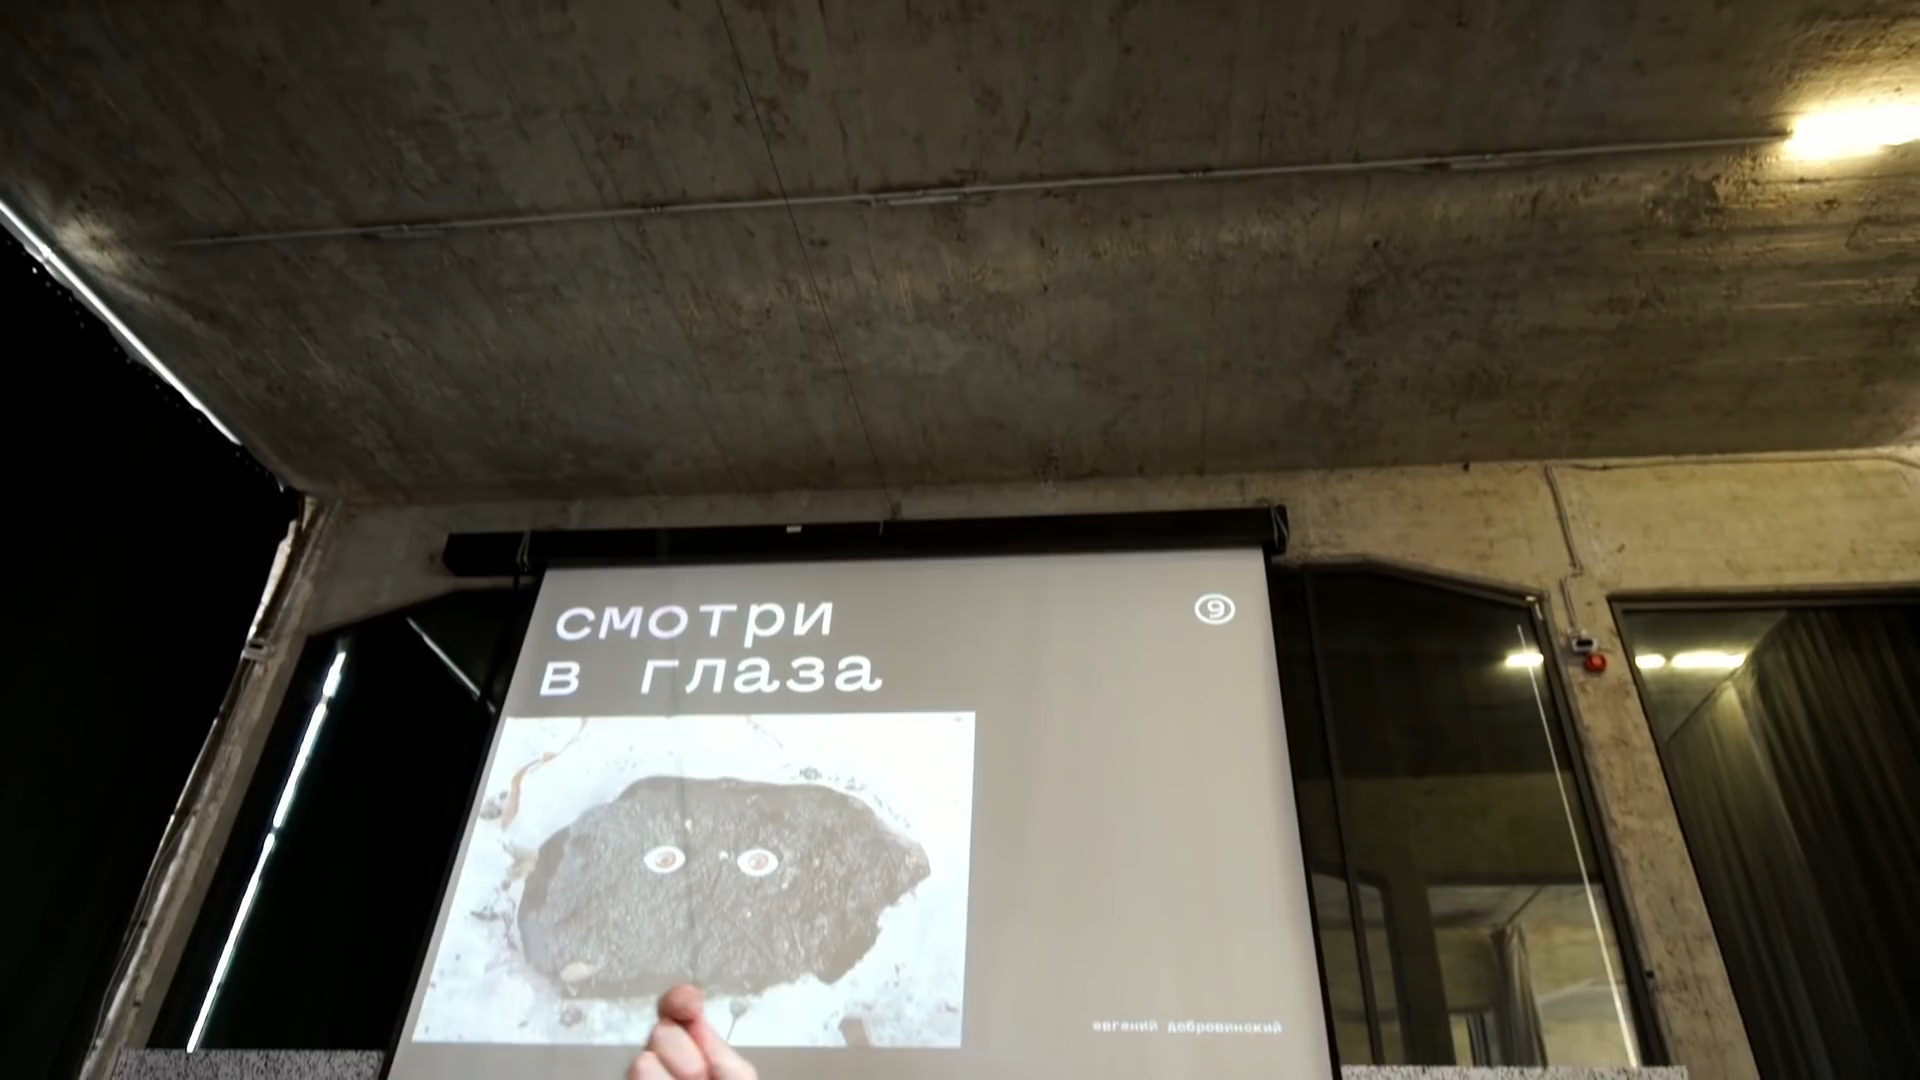 смотри
в глаза
9
евгений добровинский